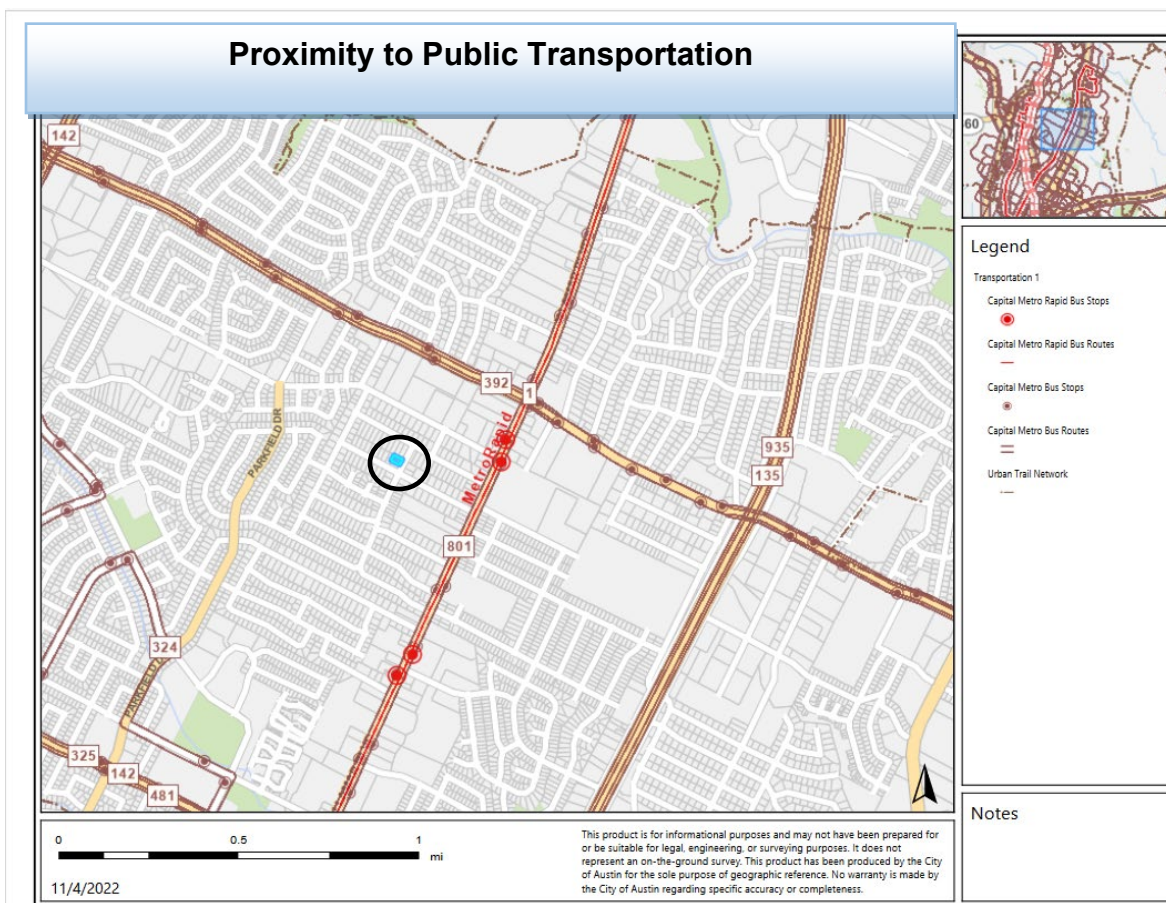 Proximity to Public Transportation
142
60
392
1
MetroRapid
PARKFIELD DR
935
135
801
324
325
142
481
Legend
Transportation 1
Capital Metro Rapid Bus Stops
Capital Metro Rapid Bus Routes
Capital Metro Bus Stops
Capital Metro Bus Routes
Urban Trail Network
Notes
0 0.5 1
mi
11/4/2022
This product is for informational purposes and may not have been prepared for
or be suitable for legal, engineering, or surveying purposes. It does not
represent an on-the-ground survey. This product has been produced by the City
of Austin for the sole purpose of geographic reference. No warranty is made by
the City of Austin regarding specific accuracy or completeness.